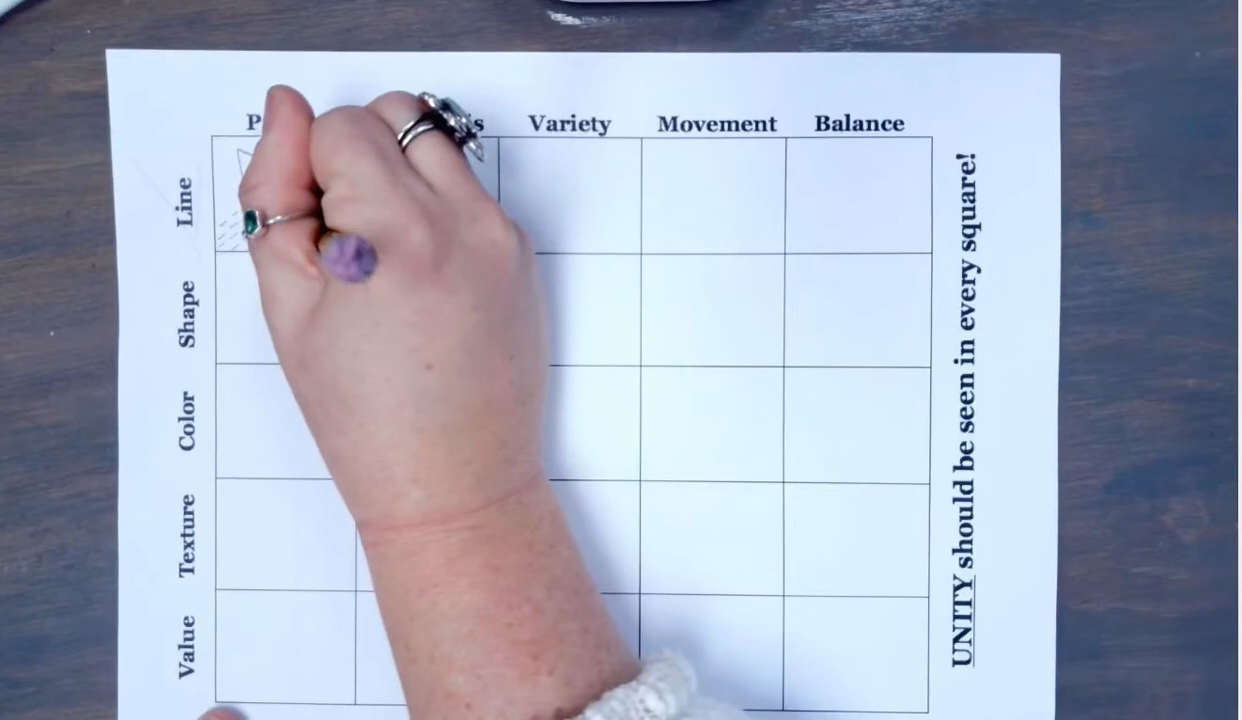 Variety Movement Balance
Line
Shape
Color
Texture
Value
UNITY should be seen in every square!